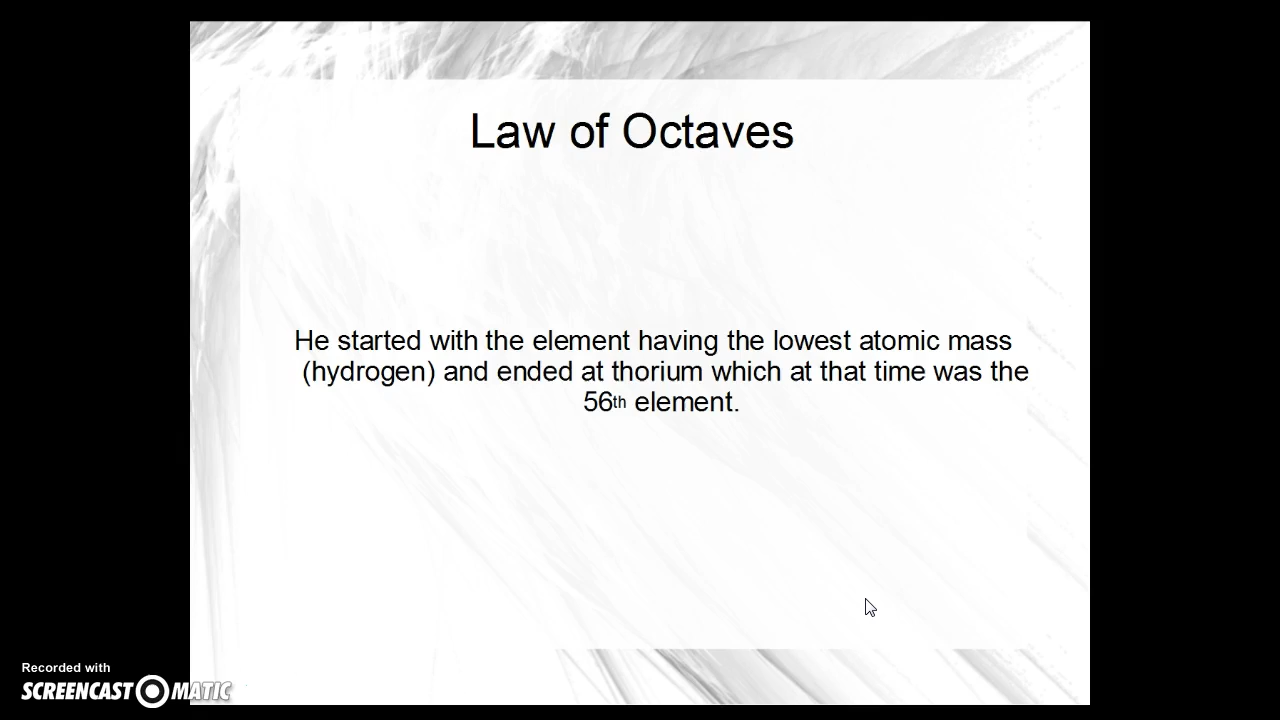 Law of Octaves
He started with the element having the lowest atomic mass
(hydrogen) and ended at thorium which at that time was the
56th element.
Recorded with
SCREENCAST MATIC